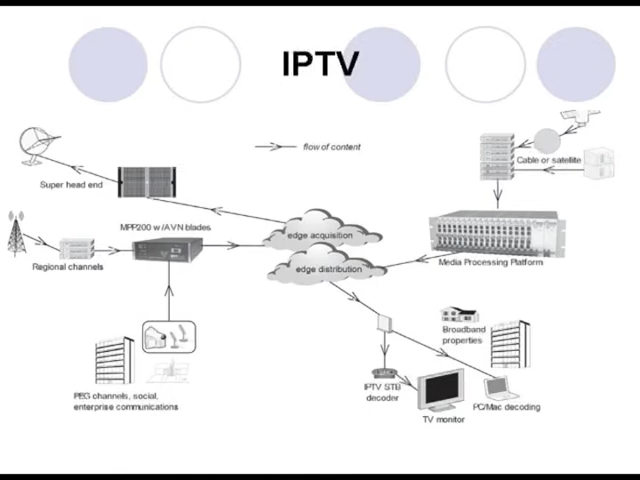 IPTV
flow of content
Cable or satellite
Super head end
MPP200 w /AVN blades
edge acquisition
Regional channels
Media Processing Platform
edge distribution
Broadband
properties
IPTV STB
decoder
PEG channels, social,
enterprise communications
PC/Mac decoding
TV monitor